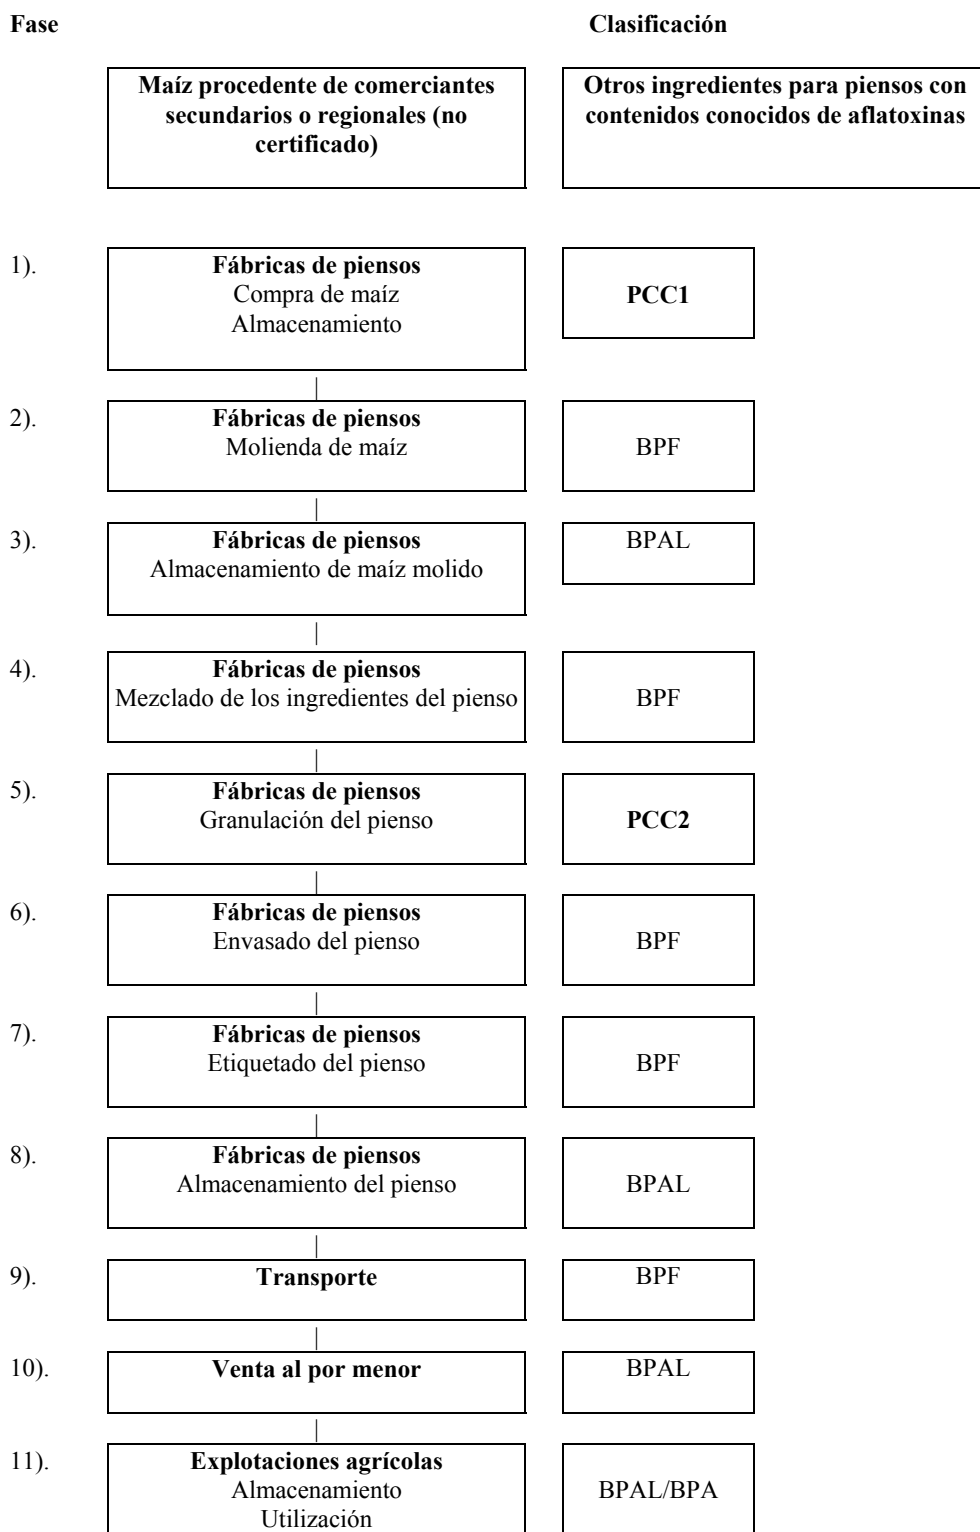 Fase Clasificación
Maíz procedente de comerciantes
secundarios o regionales (no
certificado)
Otros ingredientes para piensos con
contenidos conocidos de aflatoxinas
1).
Fábricas de piensos
Compra de maíz
Almacenamiento
PCC1
2).
Fábricas de piensos
Molienda de maíz
BPF
3).
Fábricas de piensos
Almacenamiento de maíz molido
BPAL
4).
Fábricas de piensos
Mezclado de los ingredientes del pienso
BPF
5).
Fábricas de piensos
Granulación del pienso
PCC2
6).
Fábricas de piensos
Envasado del pienso
BPF
7).
Fábricas de piensos
Etiquetado del pienso
BPF
8).
Fábricas de piensos
Almacenamiento del pienso
BPAL
9).
Transporte
BPF
10).
Venta al por menor
BPAL
11).
Explotaciones agrícolas
Almacenamiento
Utilización
BPAL/BPA